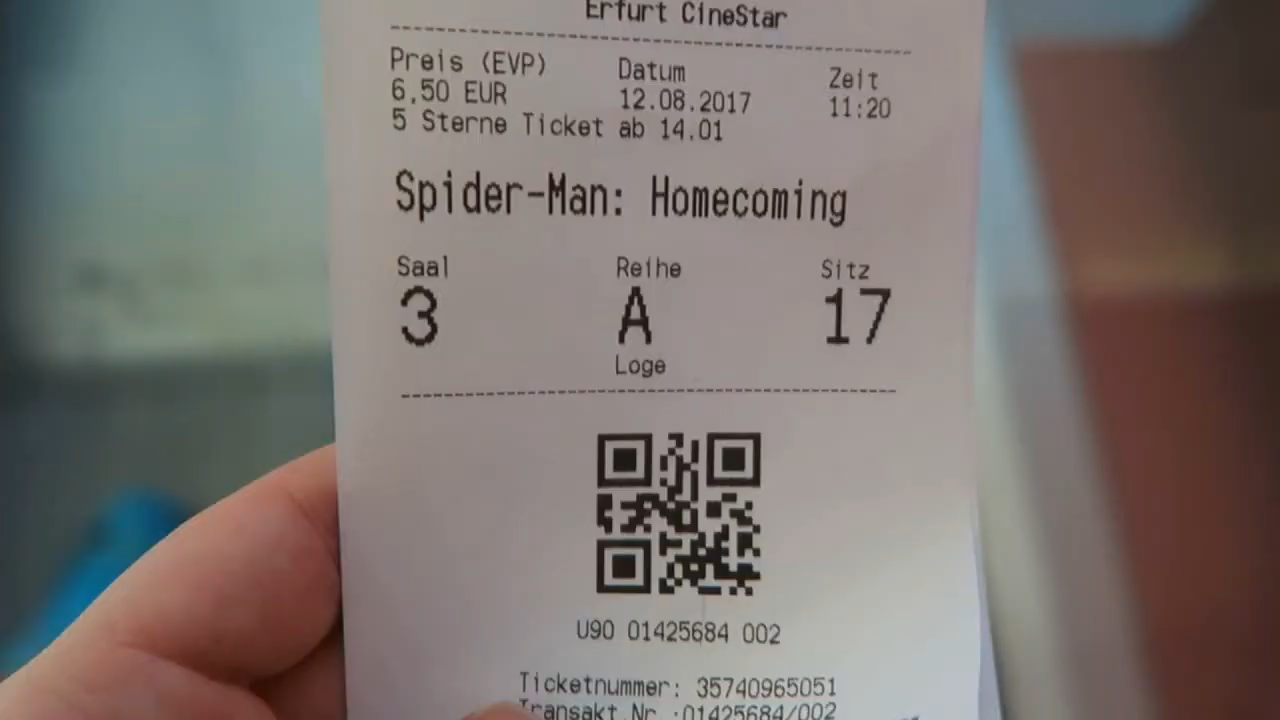 Erfurt CineStar
Preis (EVP) Datum Zeit
6,50 EUR 12.08.2017 11:20
5 Sterne Ticket ab 14.01
Spider-Man: Homecoming
Saal Reihe Sitz
3 A 17
Loge
U90 01425684 002
Ticketnummer: 35740965051
Transakt.Nr.:01425684/002